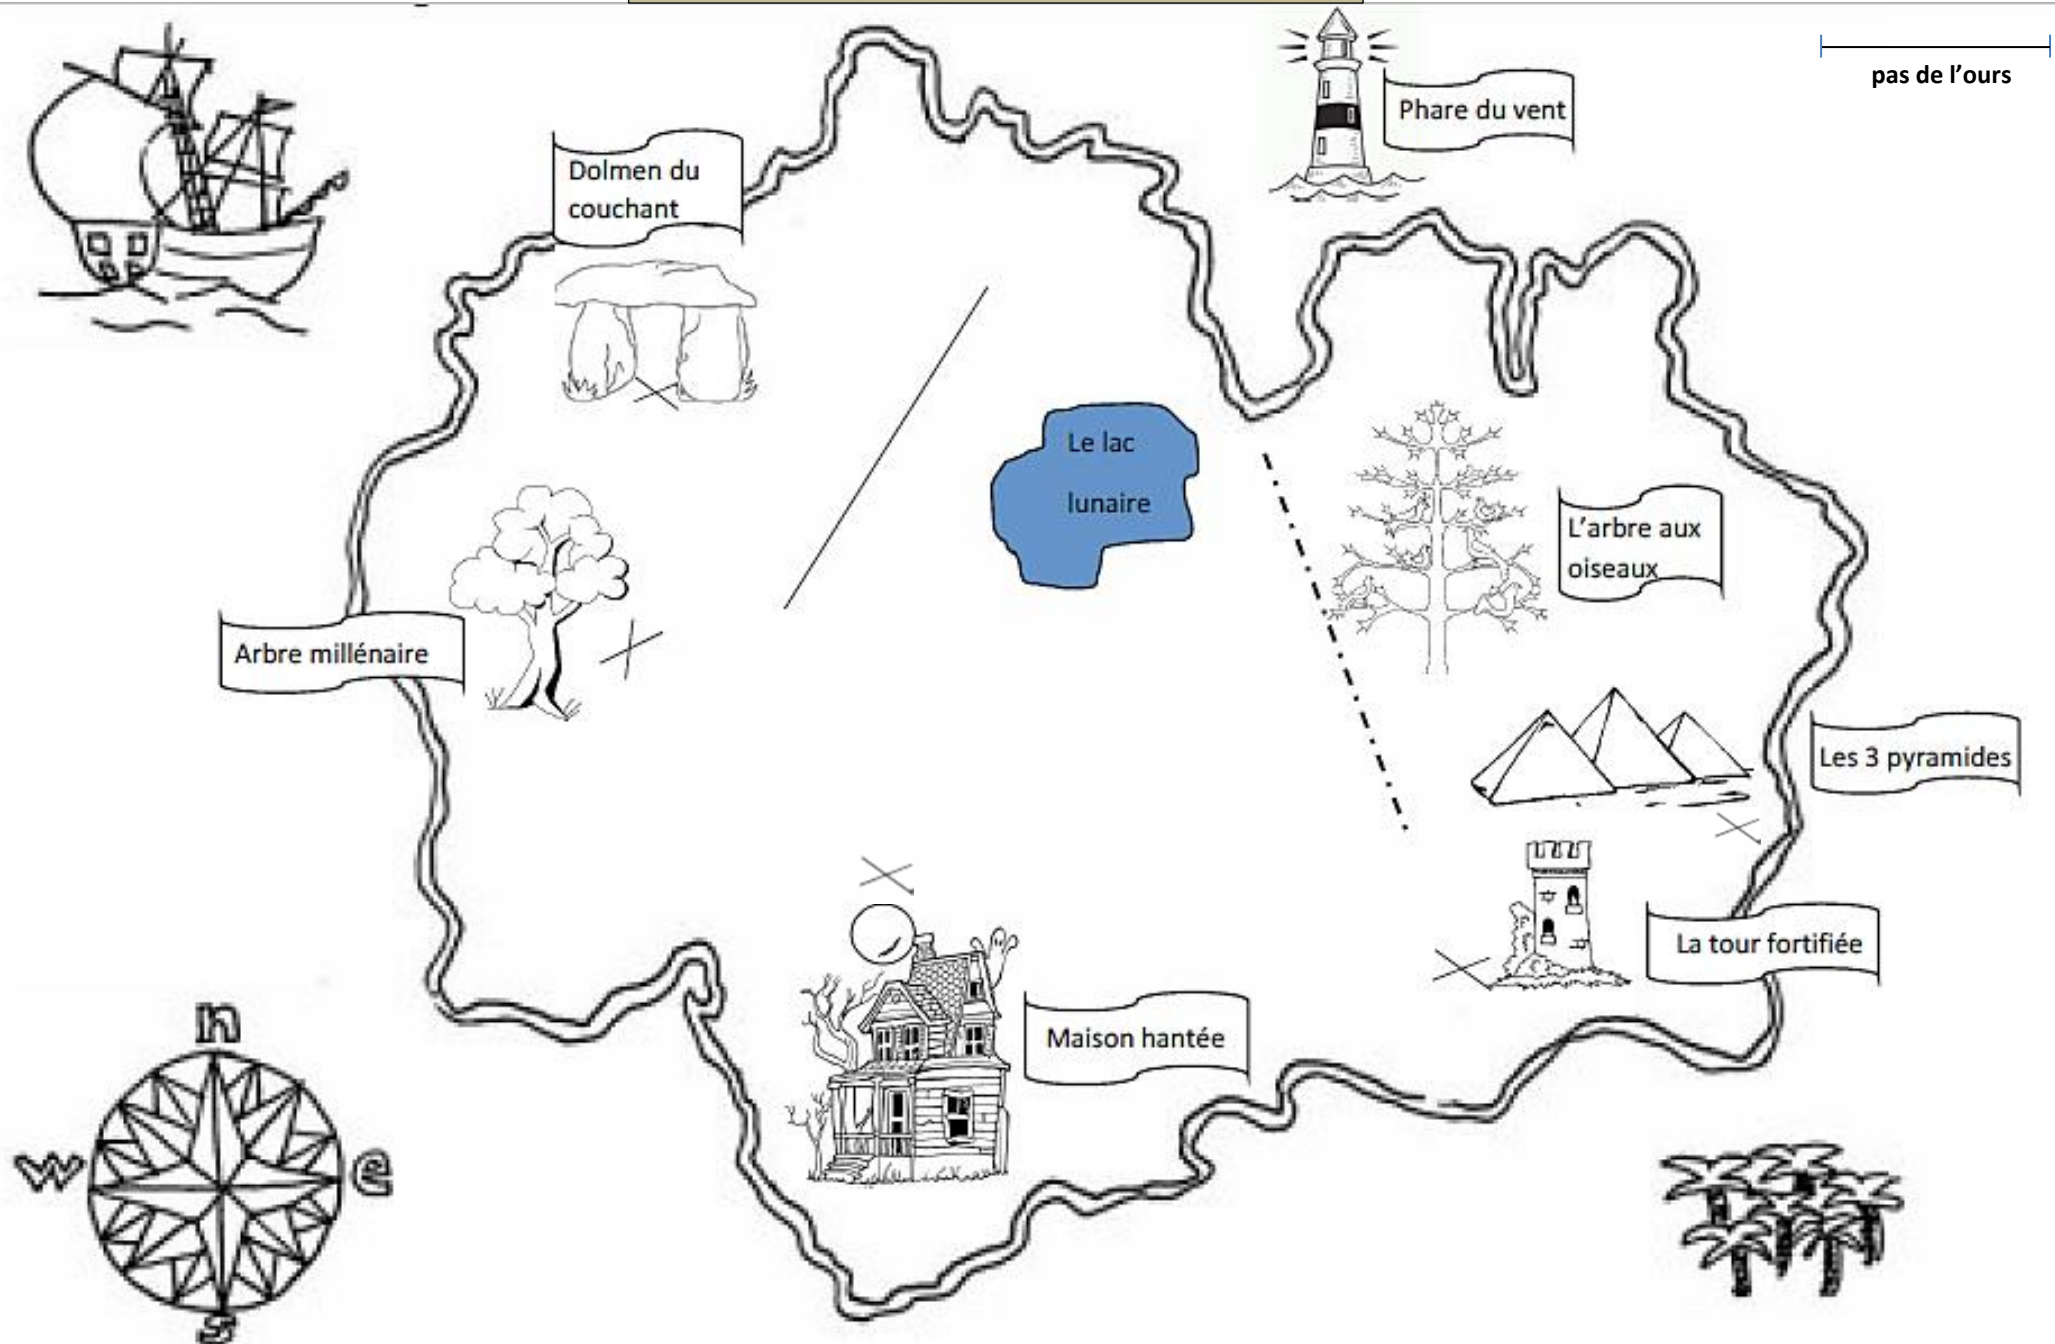 pas de l'ours
Phare du vent
Dolmen du
couchant
Le lac
lunaire
L'arbre aux
oiseaux
Arbre millénaire
Les 3 pyramides
La tour fortifiée
Maison hantée
n
w
e
s